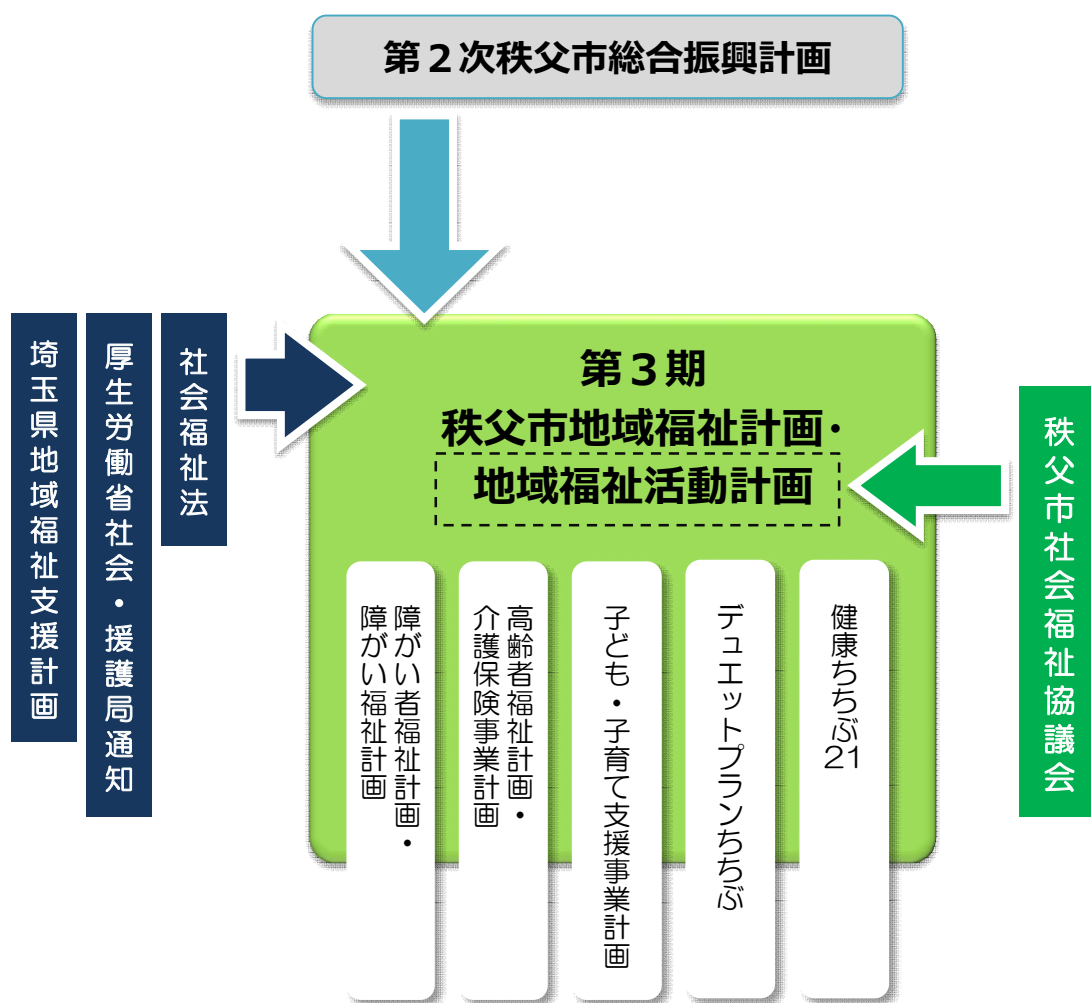 第２次秩父市総合振興計画
埼玉県地域福祉支援計画
厚生労働省社会・援護局通知
社会福祉法
第３期
秩父市地域福祉計画・
地域福祉活動計画
秩父市社会福祉協議会
障がい者福祉計画・
障がい福祉計画
高齢者福祉計画・
介護保険事業計画
子ども・子育て支援事業計画
デュエットプランちちぶ
健康ちちぶ21